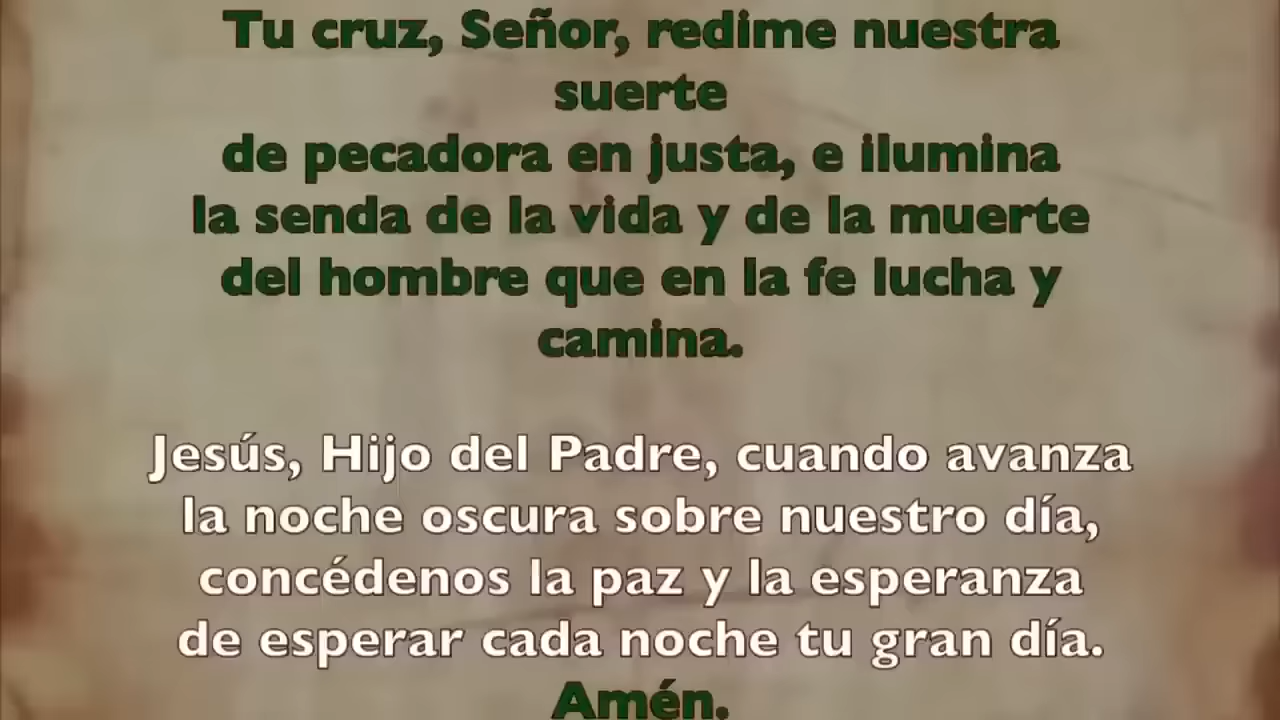 Tu cruz, Señor, redime nuestra
suerte
de pecadora en justa, e ilumina
la senda de la vida y de la muerte
del hombre que en la fe lucha y
camina.
Jesús, Hijo del Padre, cuando avanza
la noche oscura sobre nuestro día,
concédenos la paz y la esperanza
de esperar cada noche tu gran día.
Amén.